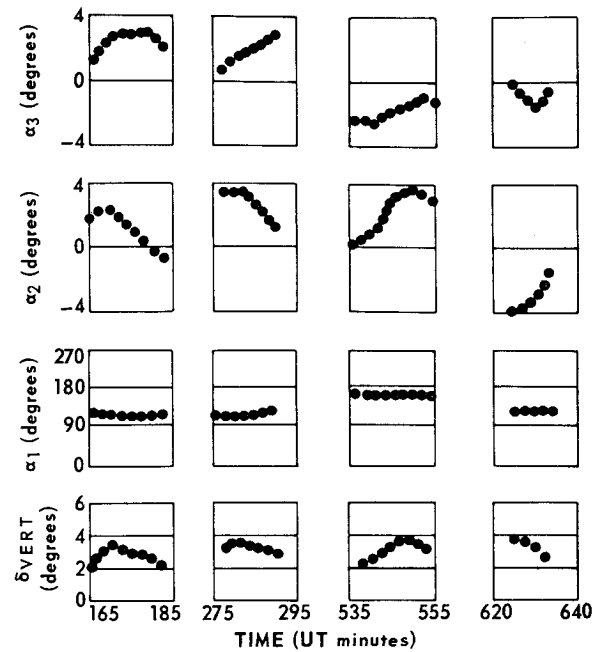 4
α3 (degrees)
0
−4
4
α2 (degrees)
0
−4
270
180
α1 (degrees)
90
0
6
4
δVERT
(degrees)
2
0
165 185 275 295 535 555 620 640
TIME (UT minutes)